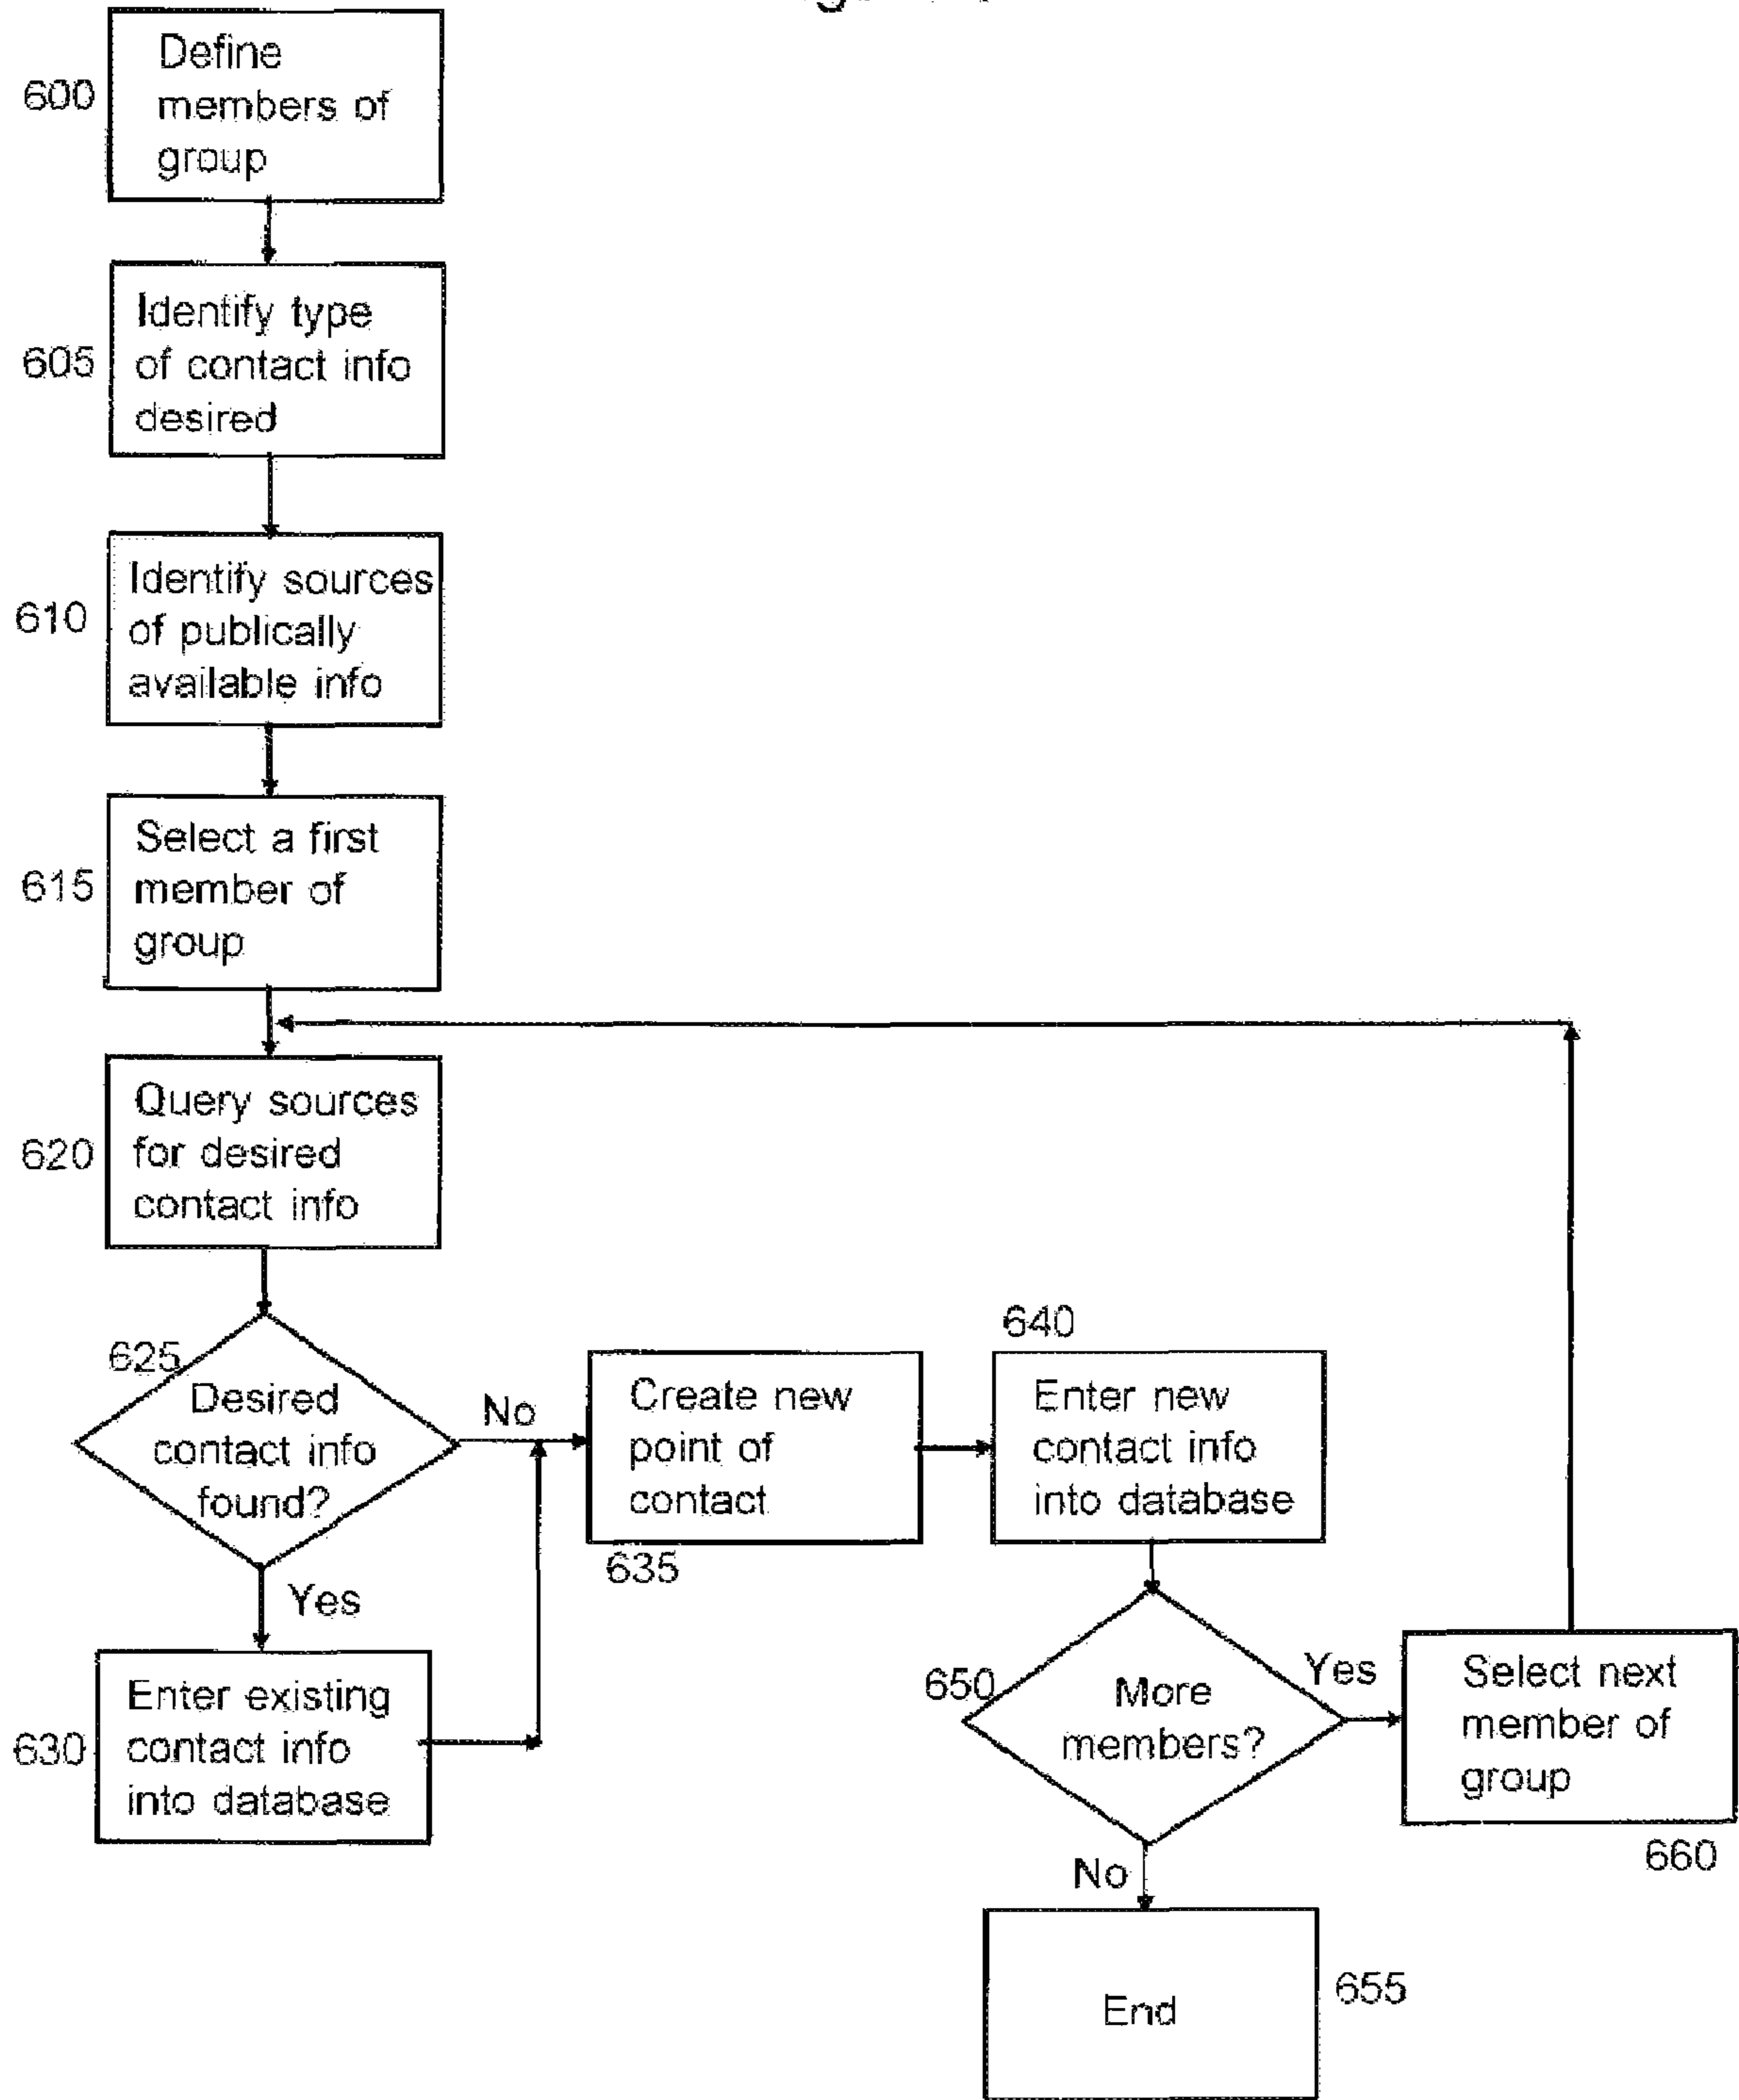 600
Define
members of
group
605
Identify type
of contact info
desired
610
Identify sources
of publically
available info
615
Select a first
member of
group
620
Query sources
for desired
contact info
625
Desired
contact info
found?
No
Yes
630
Enter existing
contact info
into database
Create new
point of
contact
635
640
Enter new
contact info
into database
650
More
members?
Yes
No
Select next
member of
group
660
End
655